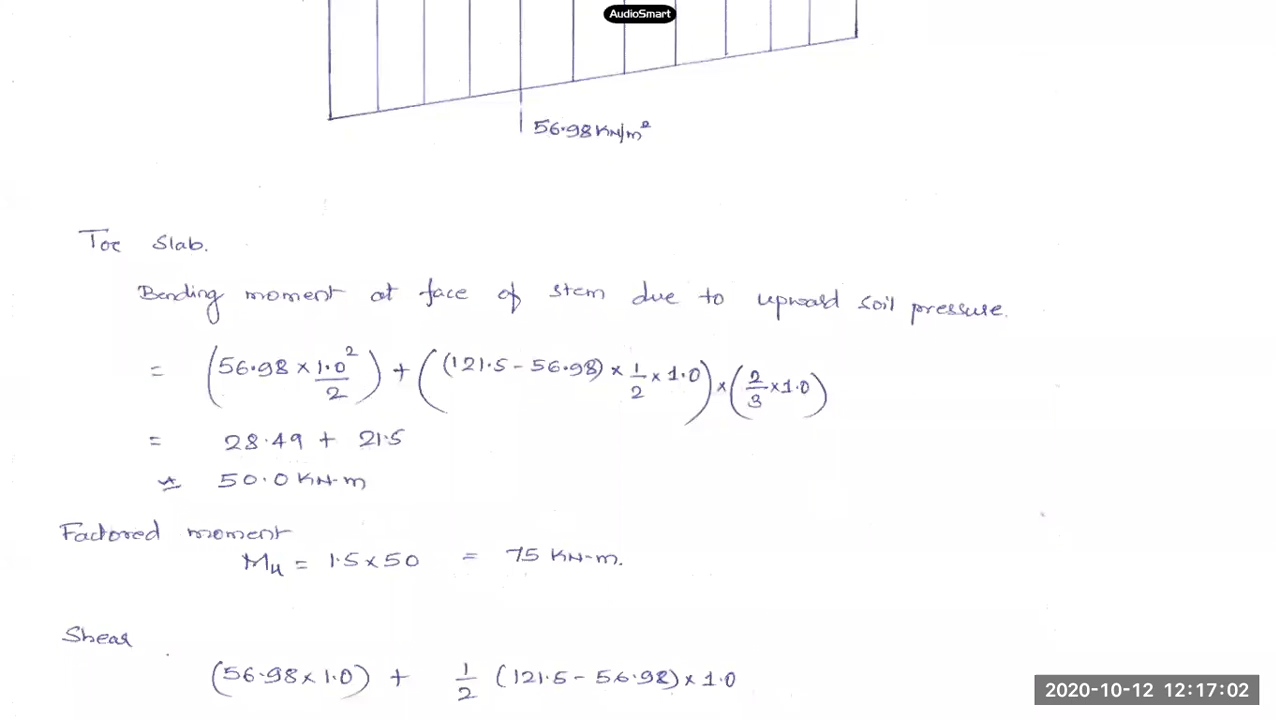 AudioSmart
56.98 KN/m²
Toe Slab.
Bending moment at face of stem due to upward soil pressure.
= (56.98 × 1.0²/2) + ((121.5 - 56.98) × 1/2 × 1.0) × (2/3 × 1.0)
= 28.49 + 21.5
≃ 50.0 KN-m
Factored moment
Mu = 1.5 × 50 = 75 KN-m.
Shear
(56.98 × 1.0) + 1/2 (121.5 - 56.98) × 1.0
2020-10-12 12:17:02